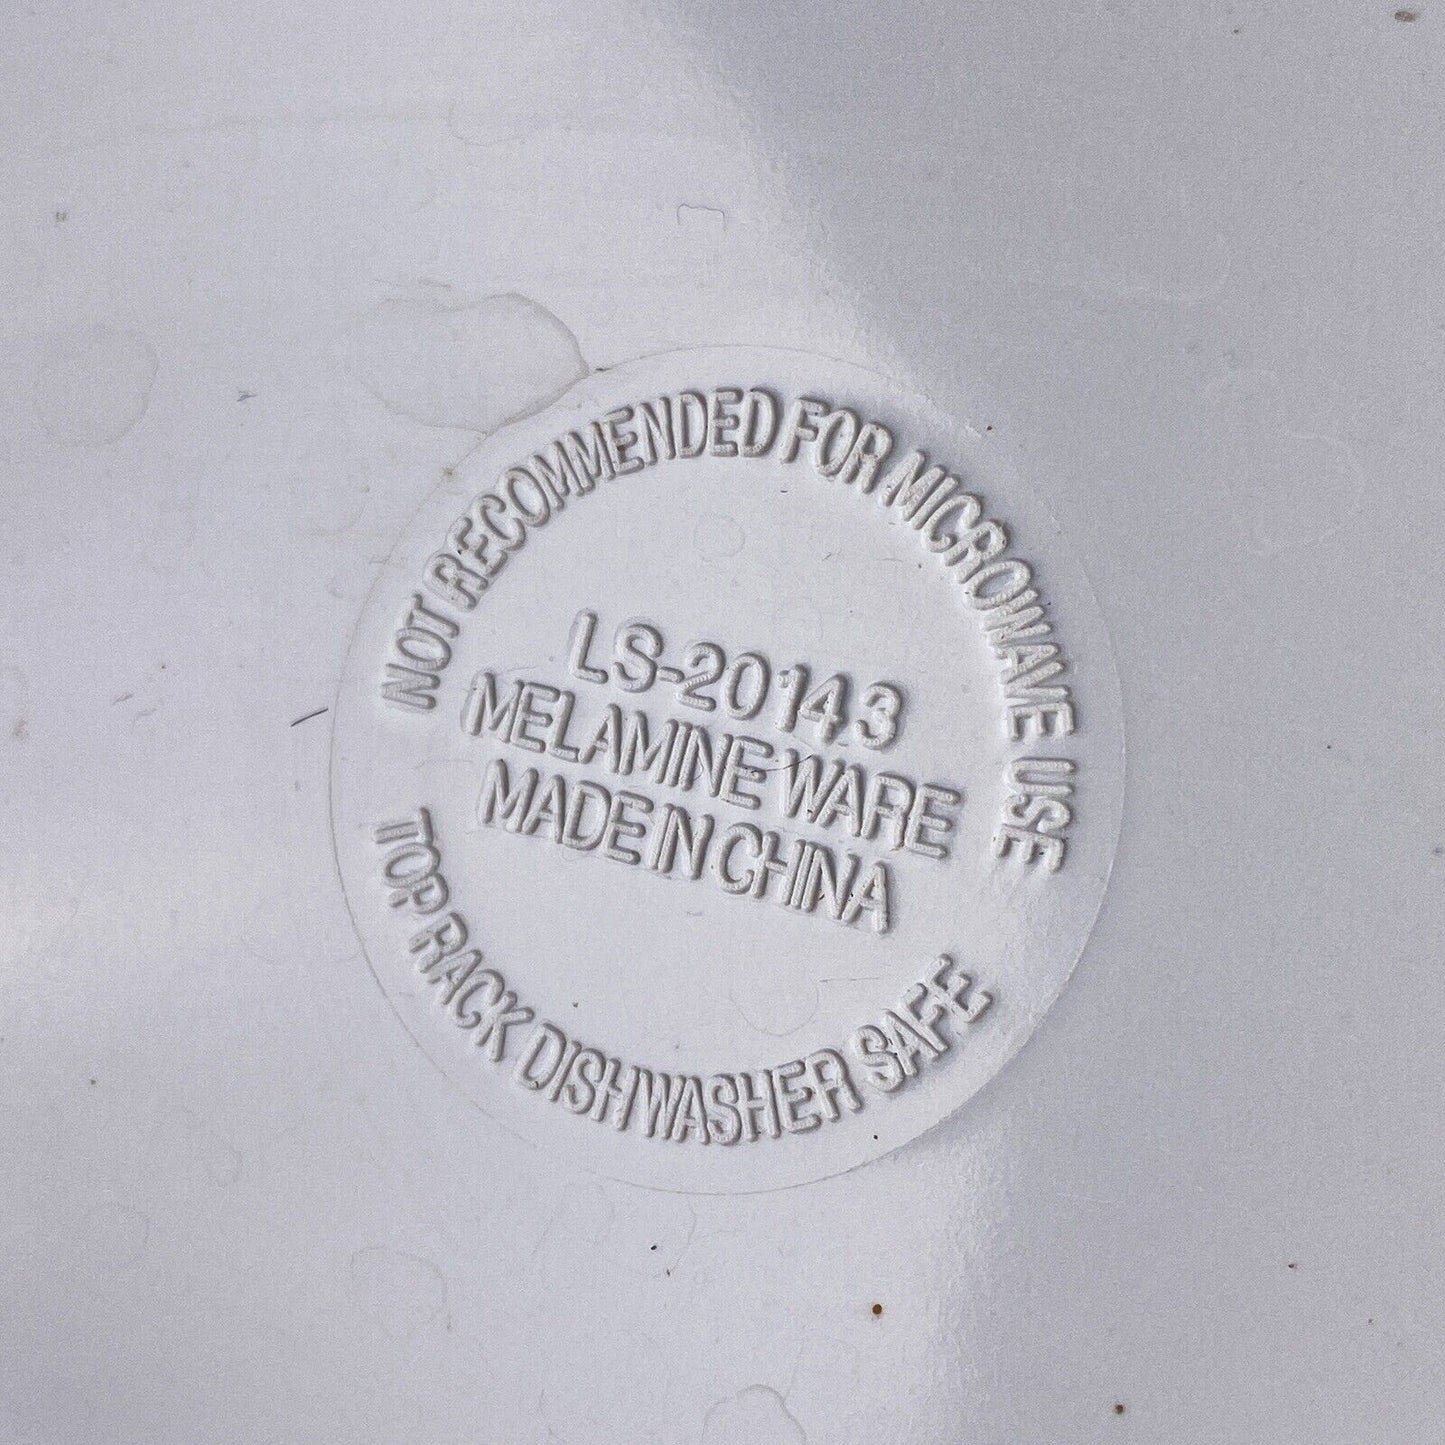 NOT RECOMMENDED FOR MICROWAVE USE
LS-20143
MELAMINE WARE
MADE IN CHINA
TOP RACK DISHWASHER SAFE